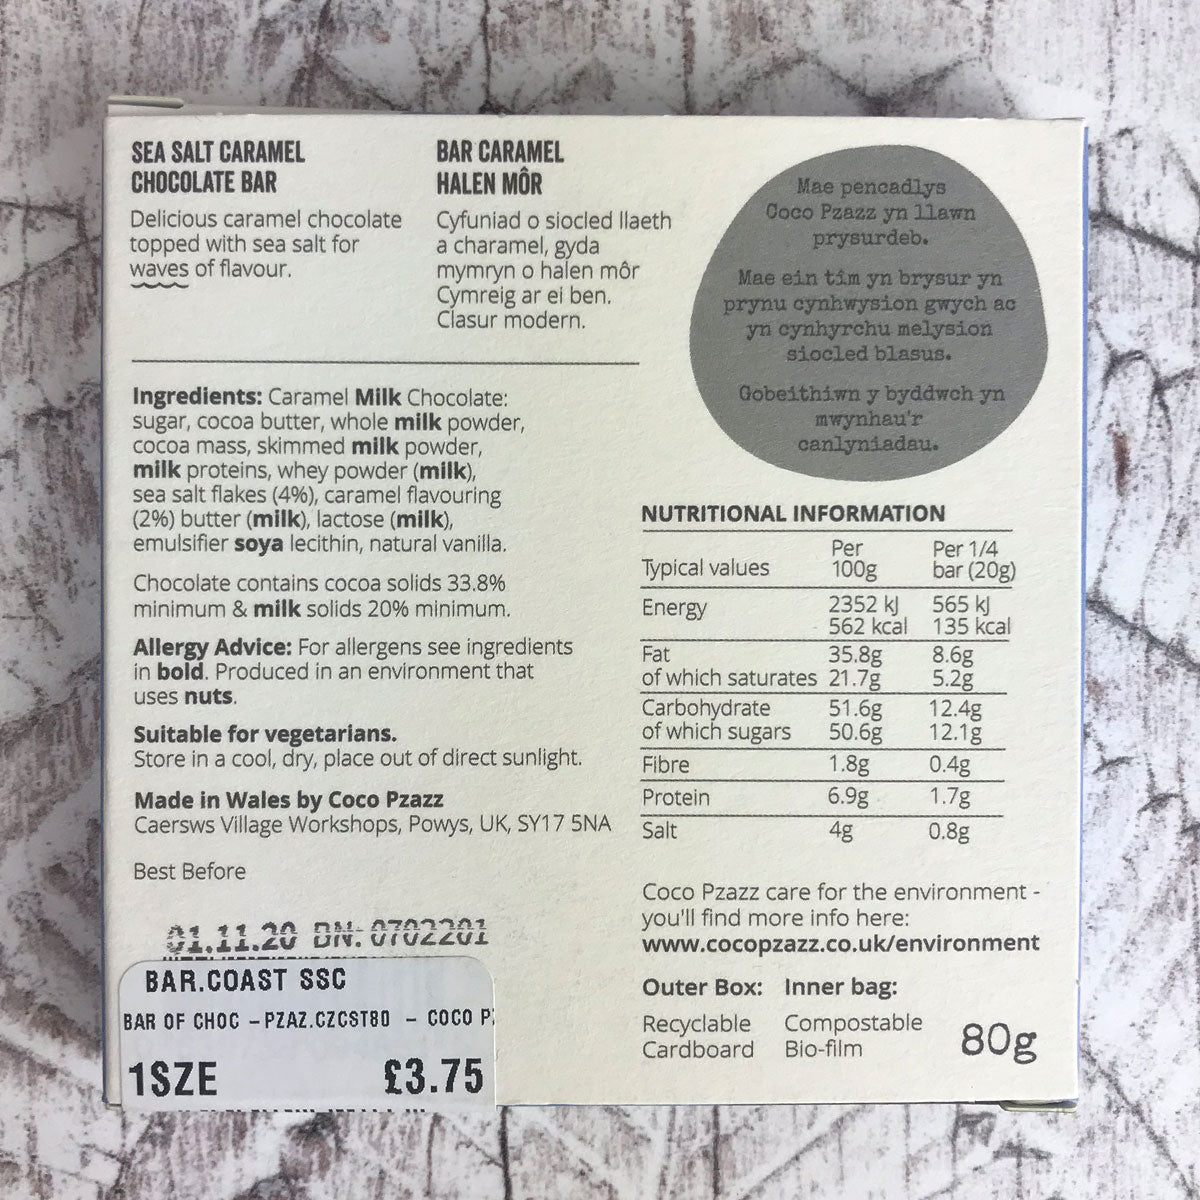 SEA SALT CARAMEL
CHOCOLATE BAR
Delicious caramel chocolate
topped with sea salt for
waves of flavour.
BAR CARAMEL
HALEN MÔR
Cyfuniad o siocled llaeth
a charamel, gyda
mymryn o halen môr
Cymreig ar ei ben.
Clasur modern.
Mae pencadlys
Coco Pzazz yn llawn
prysurdeb.
Mae ein tîm yn brysur yn
prynu cynhwysion gwych ac
yn cynhyrchu melysion
siocled blasus.
Gobeithiwn y byddwch yn
mwynhau'r
canlyniadau.
Ingredients: Caramel Milk Chocolate:
sugar, cocoa butter, whole milk powder,
cocoa mass, skimmed milk powder,
milk proteins, whey powder (milk),
sea salt flakes (4%), caramel flavouring
(2%) butter (milk), lactose (milk),
emulsifier soya lecithin, natural vanilla.
Chocolate contains cocoa solids 33.8%
minimum & milk solids 20% minimum.
Allergy Advice: For allergens see ingredients
in bold. Produced in an environment that
uses nuts.
Suitable for vegetarians.
Store in a cool, dry, place out of direct sunlight.
Made in Wales by Coco Pzazz
Caersws Village Workshops, Powys, UK, SY17 5NA
Best Before
01.11.20 BN: 0702201
BAR.COAST SSC
BAR OF CHOC -PZAZ.CZCST80 - COCO
1SZE £3.75
NUTRITIONAL INFORMATION
Typical values Per 100g Per 1/4 bar (20g)
Energy 2352 kJ 565 kJ
562 kcal 135 kcal
Fat 35.8g 8.6g
of which saturates 21.7g 5.2g
Carbohydrate 51.6g 12.4g
of which sugars 50.6g 12.1g
Fibre 1.8g 0.4g
Protein 6.9g 1.7g
Salt 4g 0.8g
Coco Pzazz care for the environment -
you'll find more info here:
www.cocopzazz.co.uk/environment
Outer Box: Inner bag:
Recyclable Compostable
Cardboard Bio-film
80g